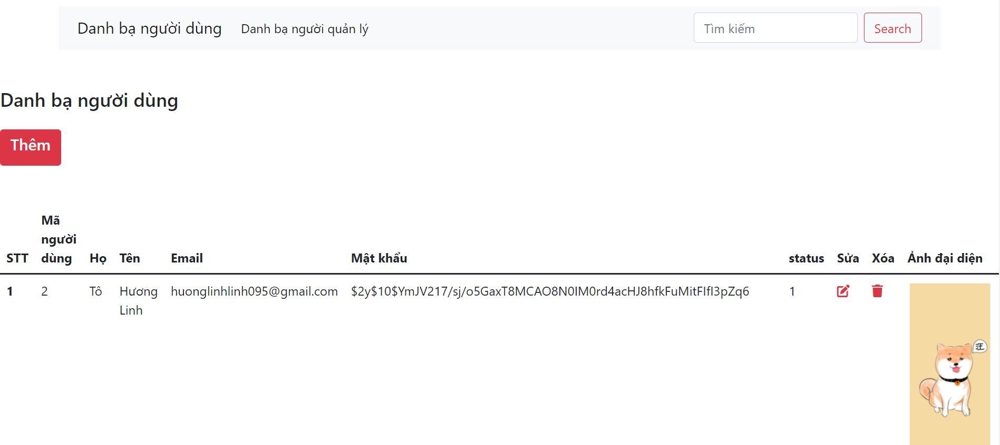 Danh bạ người dùng Danh bạ người quản lý Tìm kiếm Search
Danh bạ người dùng
Thêm
STT Mã người dùng Họ Tên Email Mật khẩu status Sửa Xóa Ảnh đại diện
1 2 Tô Hương Linh huonglinhlinh095@gmail.com $2y$10$YmJV217/sj/o5GaxT8MCAO8N0IM0rd4acHJ8hfkFuMitFIfI3pZq6 1
汪